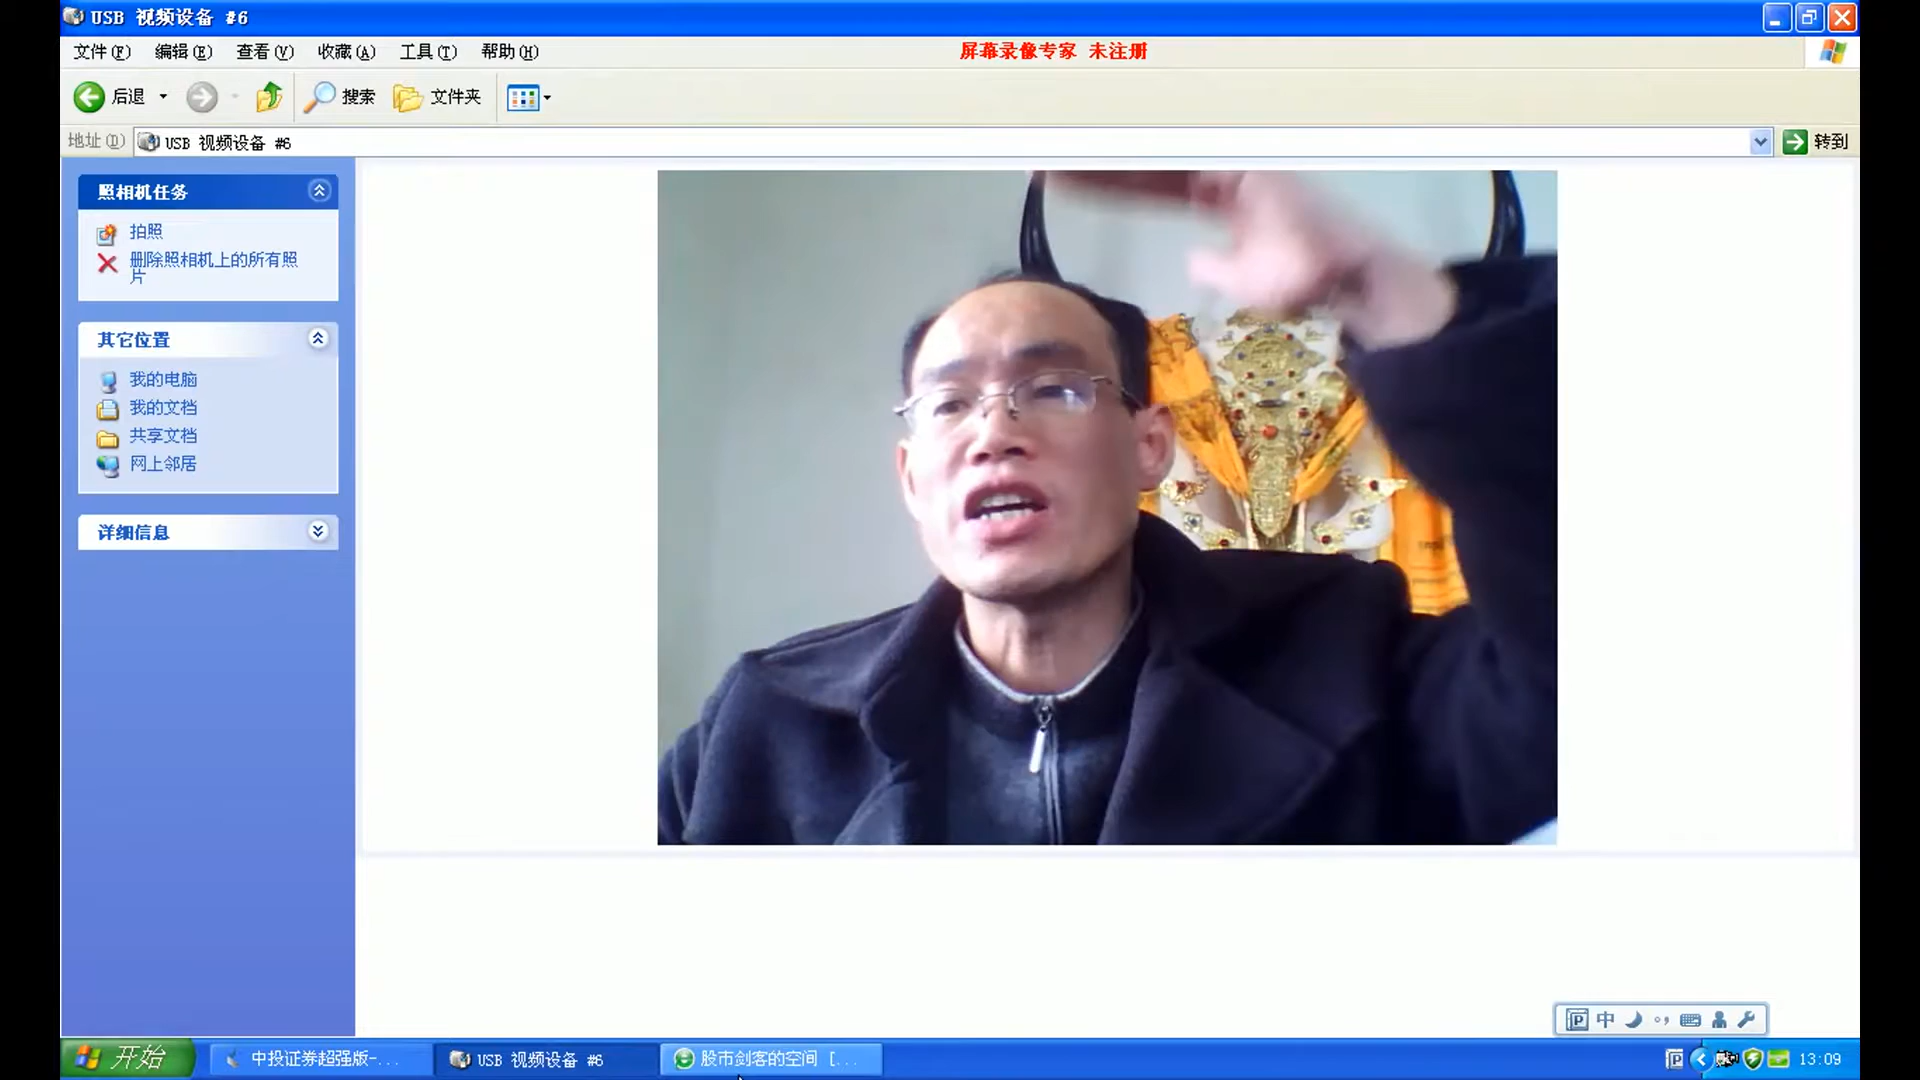 USB 视频设备 #6
文件(F) 编辑(E) 查看(V) 收藏(A) 工具(T) 帮助(H) 屏幕录像专家 未注册
后退 搜索 文件夹
地址(D) USB 视频设备 #6 转到
照相机任务
拍照
删除照相机上的所有照
片
其它位置
我的电脑
我的文档
共享文档
网上邻居
详细信息
中
开始 中投证券超强版-... USB 视频设备 #6 股市剑客的空间 [... 13:09